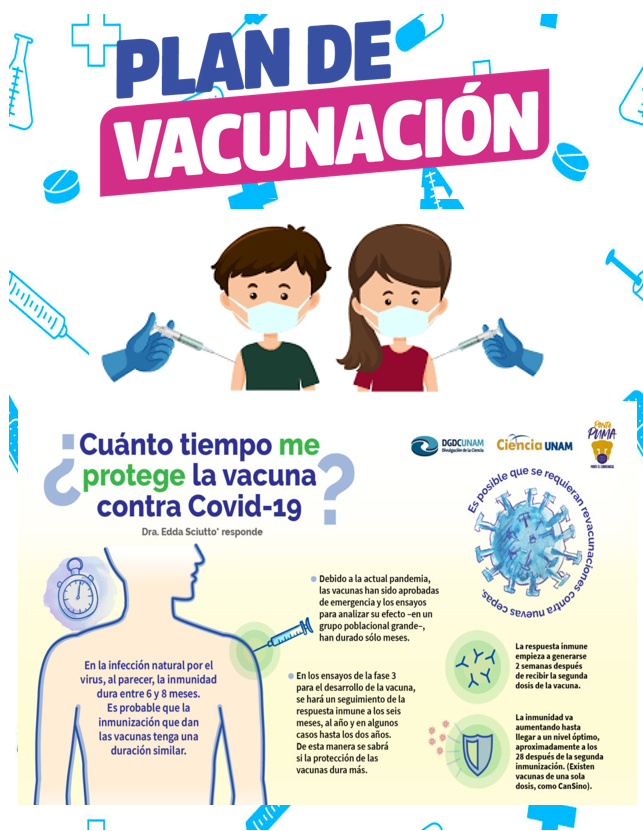 PLAN DE
VACUNACIÓN
¿Cuánto tiempo me
protege la vacuna
contra Covid-19?
Dra. Edda Sciutto* responde
DGDCUNAM
Divulgación de la Ciencia
Ciencia UNAM
PONTE
PUMA
Es posible que se requieran revacunaciones contra nuevas cepas.
Debido a la actual pandemia,
las vacunas han sido aprobadas
de emergencia y los ensayos
para analizar su efecto –en un
grupo poblacional grande–,
han durado sólo meses.
En la infección natural por el
virus, al parecer, la inmunidad
dura entre 6 y 8 meses.
Es probable que la
inmunización que dan
las vacunas tenga una
duración similar.
En los ensayos de la fase 3
para el desarrollo de la vacuna,
se hará un seguimiento de la
respuesta inmune a los seis
meses, al año y en algunos
casos hasta los dos años.
De esta manera se sabrá
si la protección de las
vacunas dura más.
La respuesta inmune
empieza a generarse
2 semanas después
de recibir la segunda
dosis de la vacuna.
La inmunidad va
aumentando hasta
llegar a un nivel óptimo,
aproximadamente a los
28 después de la segunda
inmunización. (Existen
vacunas de una sola
dosis, como CanSino).